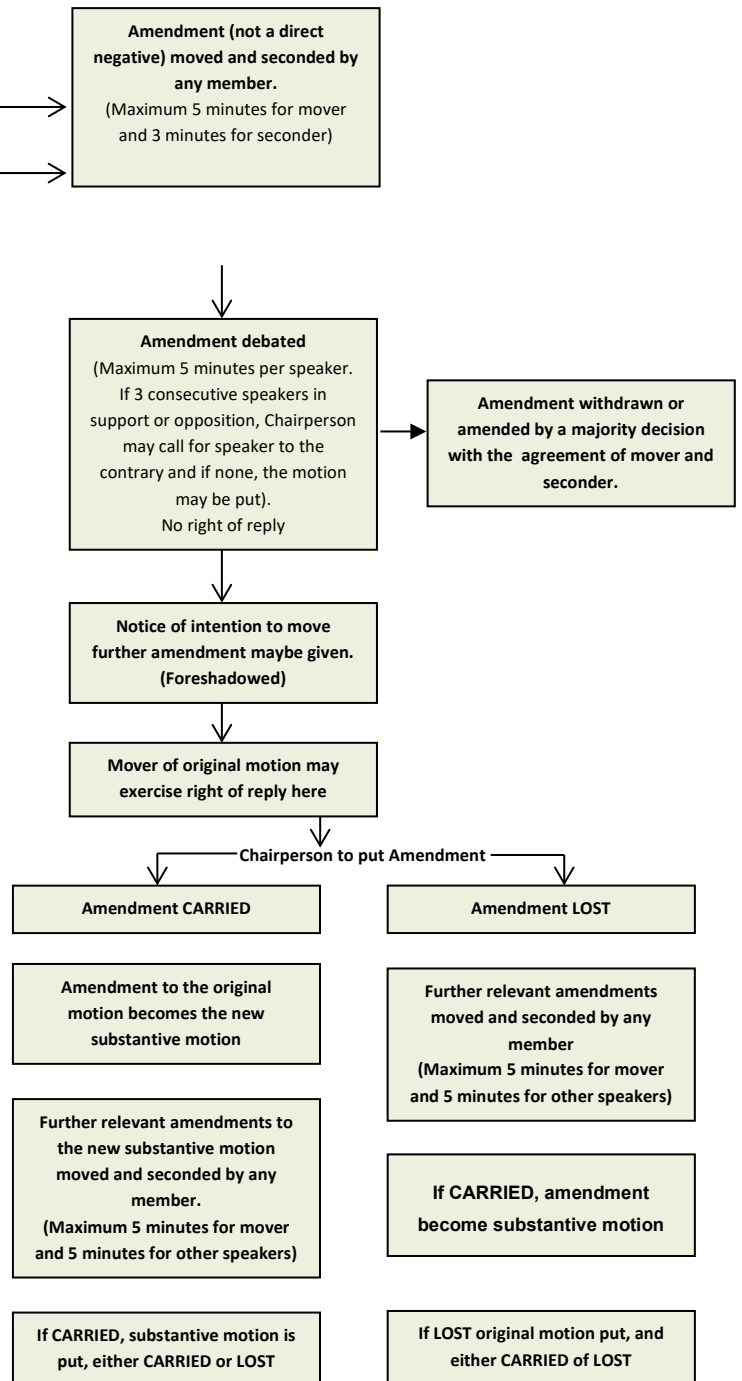 Amendment (not a direct
negative) moved and seconded by
any member.
(Maximum 5 minutes for mover
and 3 minutes for seconder)
Amendment debated
(Maximum 5 minutes per speaker.
If 3 consecutive speakers in
support or opposition, Chairperson
may call for speaker to the
contrary and if none, the motion
may be put).
No right of reply
Amendment withdrawn or
amended by a majority decision
with the agreement of mover and
seconder.
Notice of intention to move
further amendment maybe given.
(Foreshadowed)
Mover of original motion may
exercise right of reply here
Chairperson to put Amendment
Amendment CARRIED
Amendment to the original
motion becomes the new
substantive motion
Further relevant amendments to
the new substantive motion
moved and seconded by any
member.
(Maximum 5 minutes for mover
and 5 minutes for other speakers)
If CARRIED, substantive motion is
put, either CARRIED or LOST
Amendment LOST
Further relevant amendments
moved and seconded by any
member
(Maximum 5 minutes for mover
and 5 minutes for other speakers)
If CARRIED, amendment
become substantive motion
If LOST original motion put, and
either CARRIED of LOST